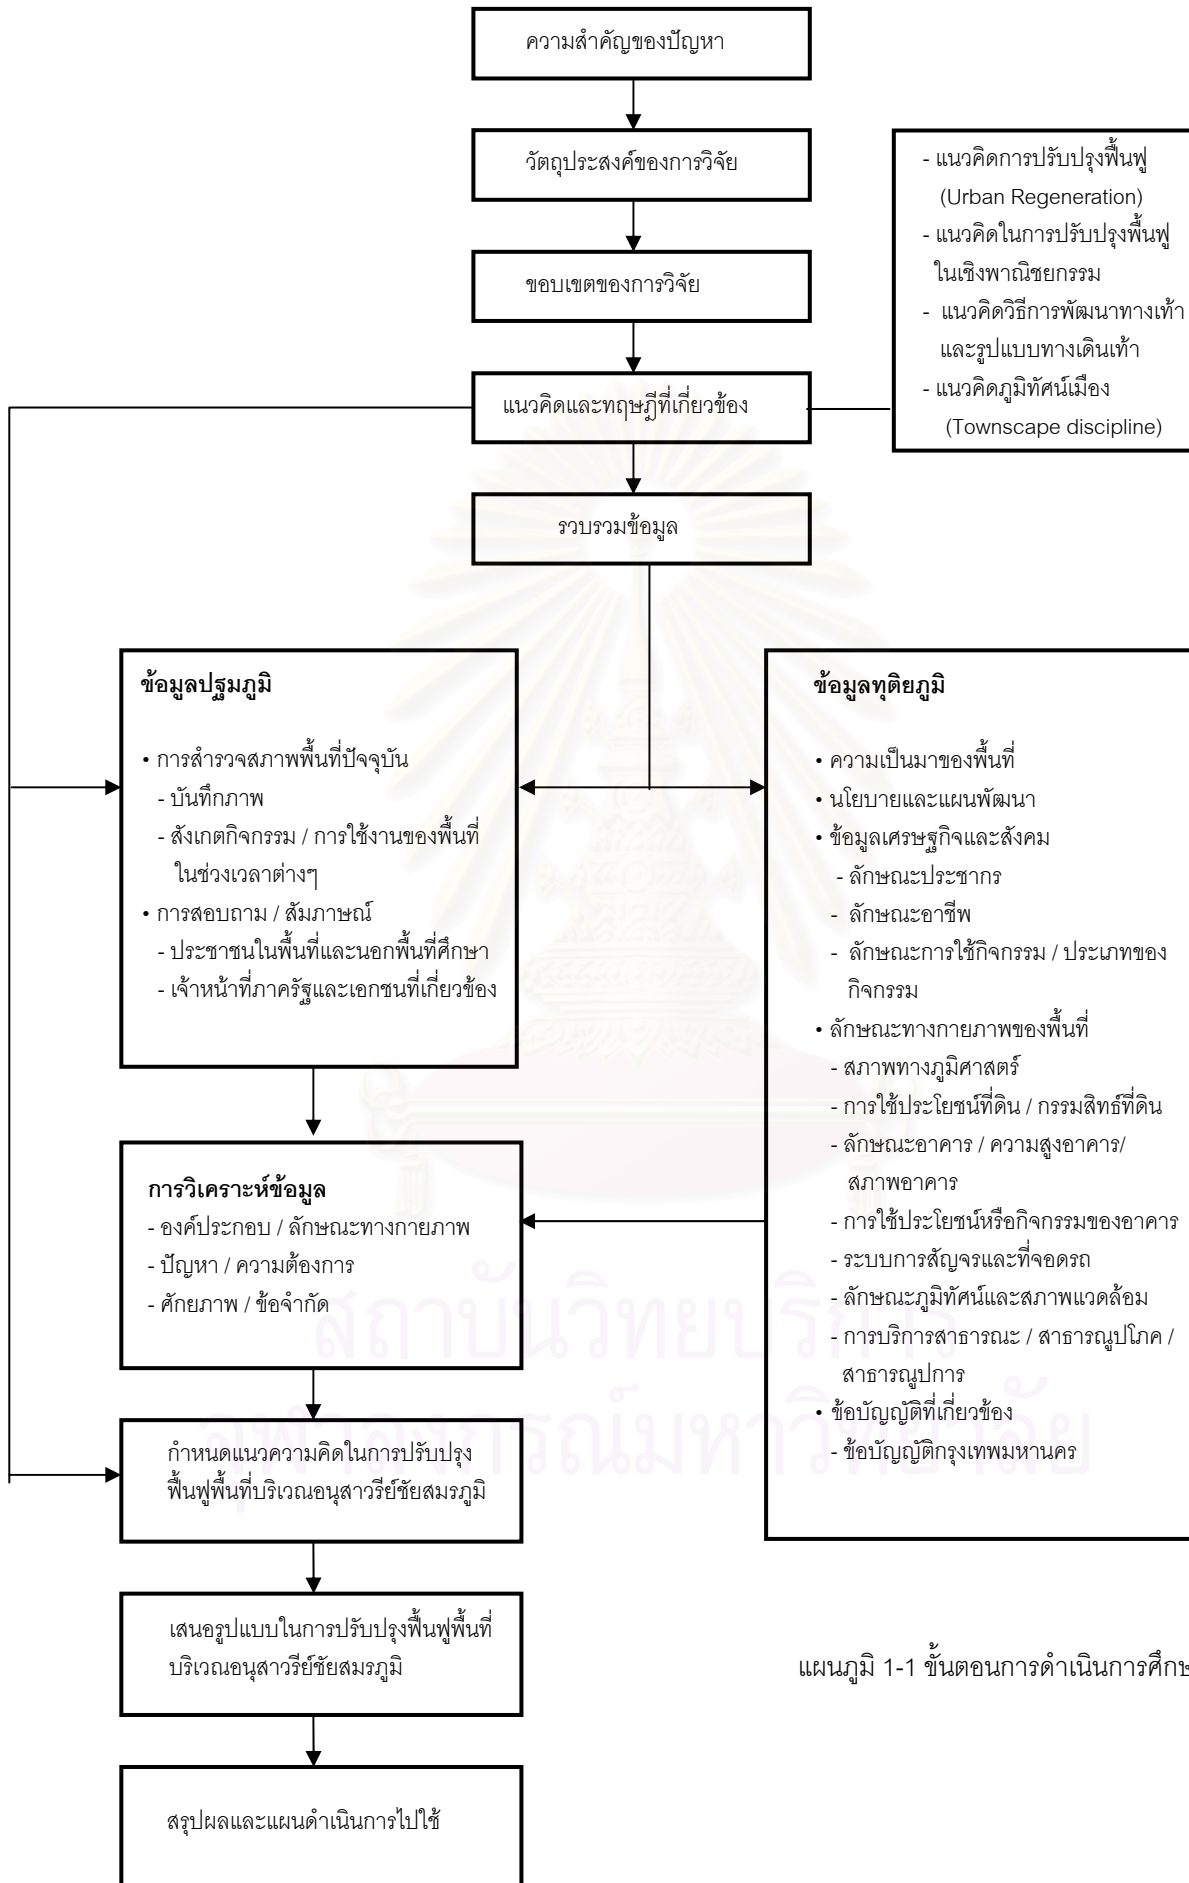 ความสำคัญของปัญหา
วัตถุประสงค์ของการวิจัย
ขอบเขตของการวิจัย
แนวคิดและทฤษฎีที่เกี่ยวข้อง
- แนวคิดการปรับปรุงฟื้นฟู
(Urban Regeneration)
- แนวคิดในการปรับปรุงฟื้นฟู
ในเชิงพาณิชยกรรม
- แนวคิดวิธีการพัฒนาทางเท้า
และรูปแบบทางเดินเท้า
- แนวคิดภูมิทัศน์เมือง
(Townscape discipline)
รวบรวมข้อมูล
ข้อมูลปฐมภูมิ
• การสำรวจสภาพพื้นที่ปัจจุบัน
- บันทึกภาพ
- สังเกตกิจกรรม / การใช้งานของพื้นที่
ในช่วงเวลาต่างๆ
• การสอบถาม / สัมภาษณ์
- ประชาชนในพื้นที่และนอกพื้นที่ศึกษา
- เจ้าหน้าที่ภาครัฐและเอกชนที่เกี่ยวข้อง
ข้อมูลทุติยภูมิ
• ความเป็นมาของพื้นที่
• นโยบายและแผนพัฒนา
• ข้อมูลเศรษฐกิจและสังคม
- ลักษณะประชากร
- ลักษณะอาชีพ
- ลักษณะการใช้กิจกรรม / ประเภทของ
กิจกรรม
• ลักษณะทางกายภาพของพื้นที่
- สภาพทางภูมิศาสตร์
- การใช้ประโยชน์ที่ดิน / กรรมสิทธ์ที่ดิน
- ลักษณะอาคาร / ความสูงอาคาร/
สภาพอาคาร
- การใช้ประโยชน์หรือกิจกรรมของอาคาร
- ระบบการสัญจรและที่จอดรถ
- ลักษณะภูมิทัศน์และสภาพแวดล้อม
- การบริการสาธารณะ / สาธารณูปโภค /
สาธารณูปการ
• ข้อบัญญัติที่เกี่ยวข้อง
- ข้อบัญญัติกรุงเทพมหานคร
การวิเคราะห์ข้อมูล
- องค์ประกอบ / ลักษณะทางกายภาพ
- ปัญหา / ความต้องการ
- ศักยภาพ / ข้อจำกัด
กำหนดแนวความคิดในการปรับปรุง
ฟื้นฟูพื้นที่บริเวณอนุสาวรีย์ชัยสมรภูมิ
เสนอรูปแบบในการปรับปรุงฟื้นฟูพื้นที่
บริเวณอนุสาวรีย์ชัยสมรภูมิ
สรุปผลและแผนดำเนินการไปใช้
แผนภูมิ 1-1 ขั้นตอนการดำเนินการศึกษ
สถาบันวิทยบริการ
จุฬาลงกรณ์มหาวิทยาลัย